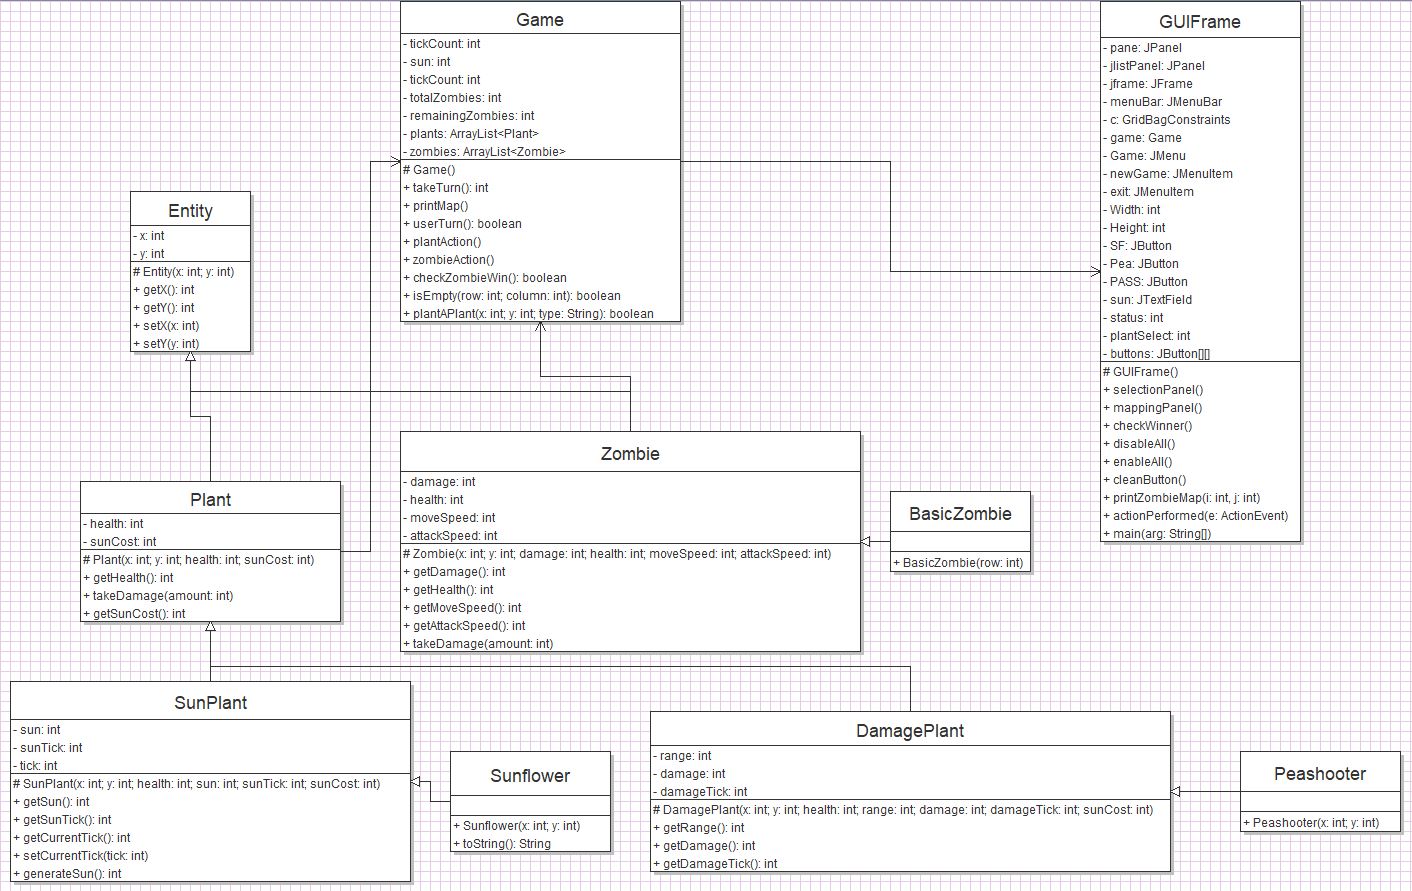 Game
- tickCount: int
- sun: int
- tickCount: int
- totalZombies: int
- remainingZombies: int
- plants: ArrayList<Plant>
- zombies: ArrayList<Zombie>
# Game()
+ takeTurn(): int
+ printMap()
+ userTurn(): boolean
+ plantAction()
+ zombieAction()
+ checkZombieWin(): boolean
+ isEmpty(row: int; column: int): boolean
+ plantAPlant(x: int; y: int; type: String): boolean
GUIFrame
- pane: JPanel
- jlistPanel: JPanel
- jframe: JFrame
- menuBar: JMenuBar
- c: GridBagConstraints
- game: Game
- Game: JMenu
- newGame: JMenuItem
- exit: JMenuItem
- Width: int
- Height: int
- SF: JButton
- Pea: JButton
- PASS: JButton
- sun: JTextField
- status: int
- plantSelect: int
- buttons: JButton[][]
# GUIFrame()
+ selectionPanel()
+ mappingPanel()
+ checkWinner()
+ disableAll()
+ enableAll()
+ cleanButton()
+ printZombieMap(i: int, j: int)
+ actionPerformed(e: ActionEvent)
+ main(arg: String[])
Entity
- x: int
- y: int
# Entity(x: int; y: int)
+ getX(): int
+ getY(): int
+ setX(x: int)
+ setY(y: int)
Plant
- health: int
- sunCost: int
# Plant(x: int; y: int; health: int; sunCost: int)
+ getHealth(): int
+ takeDamage(amount: int)
+ getSunCost(): int
Zombie
- damage: int
- health: int
- moveSpeed: int
- attackSpeed: int
# Zombie(x: int; y: int, damage: int; health: int; moveSpeed: int; attackSpeed: int)
+ getDamage(): int
+ getHealth(): int
+ getMoveSpeed(): int
+ getAttackSpeed(): int
+ takeDamage(amount: int)
BasicZombie
+ BasicZombie(row: int)
SunPlant
- sun: int
- sunTick: int
- tick: int
# SunPlant(x: int; y: int; health: int; sun: int; sunTick: int; sunCost: int)
+ getSun(): int
+ getSunTick(): int
+ getCurrentTick(): int
+ setCurrentTick(tick: int)
+ generateSun(): int
Sunflower
+ Sunflower(x: int; y: int)
+ toString(): String
DamagePlant
- range: int
- damage: int
- damageTick: int
# DamagePlant(x: int; y: int; health: int; range: int; damage: int; damageTick: int; sunCost: int)
+ getRange(): int
+ getDamage(): int
+ getDamageTick(): int
Peashooter
+ Peashooter(x: int; y: int)